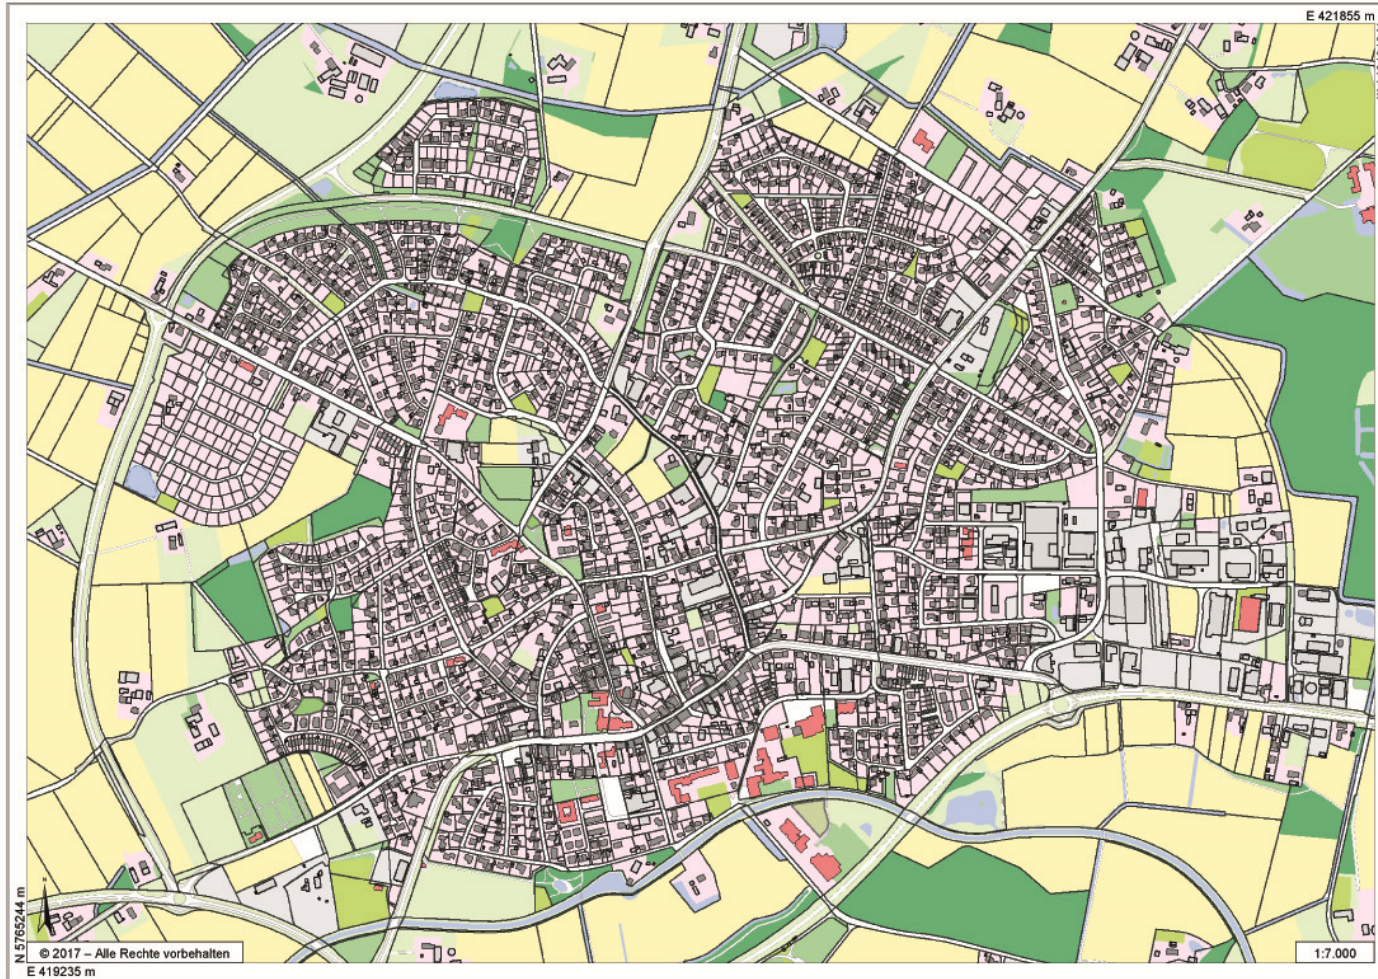 E 421855 m
N 5765244 m
© 2017 – Alle Rechte vorbehalten
1:7.000
E 419235 m